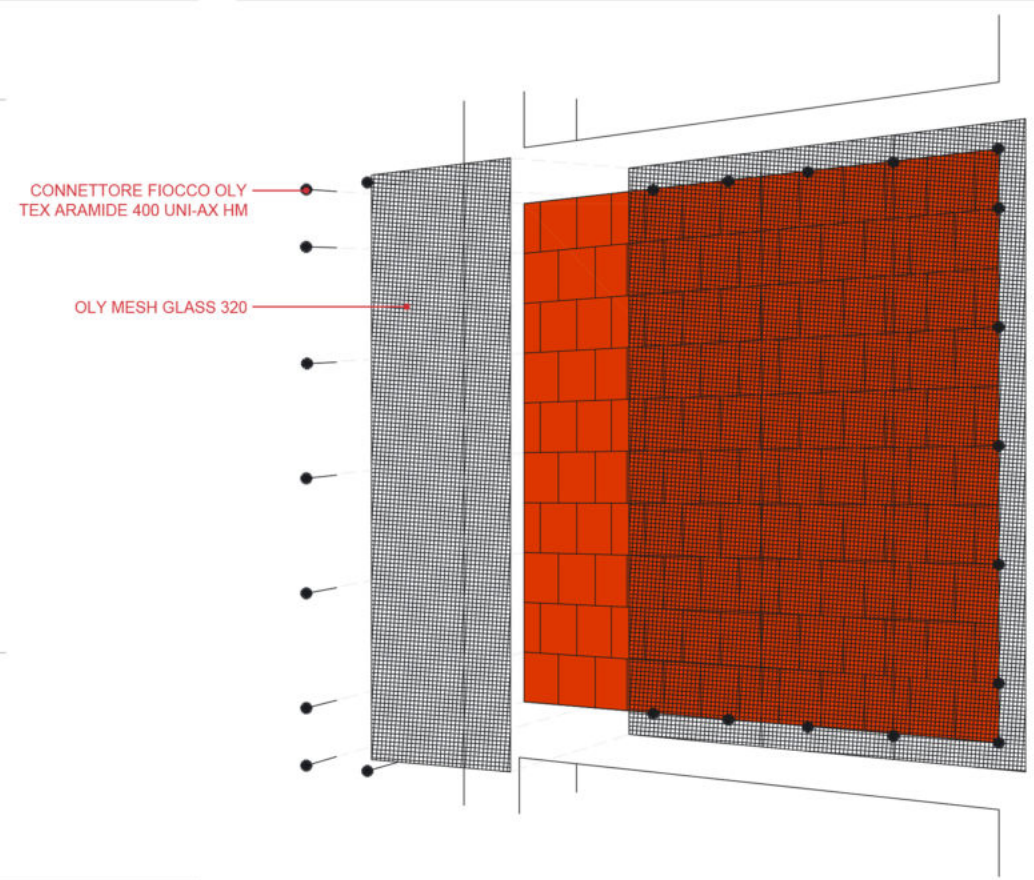 CONNETTORE FIOCCO OLY
TEX ARAMIDE 400 UNI-AX HM
OLY MESH GLASS 320